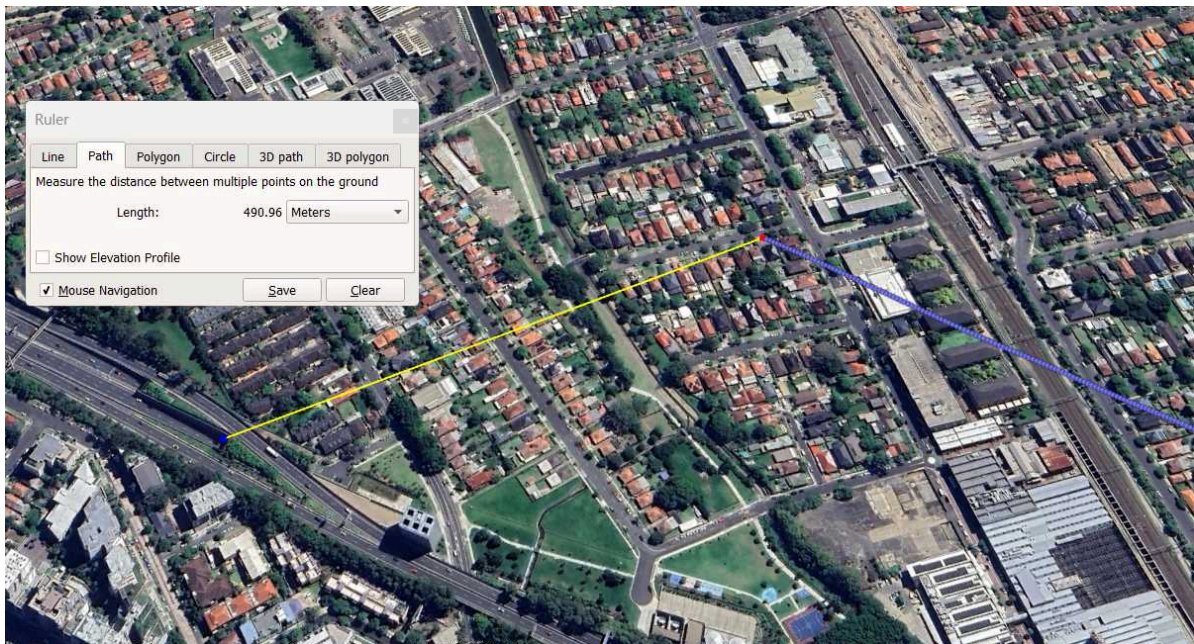 Ruler
Line Path Polygon Circle 3D path 3D polygon
Measure the distance between multiple points on the ground
Length: 490.96 Meters
Show Elevation Profile
Mouse Navigation Save Clear